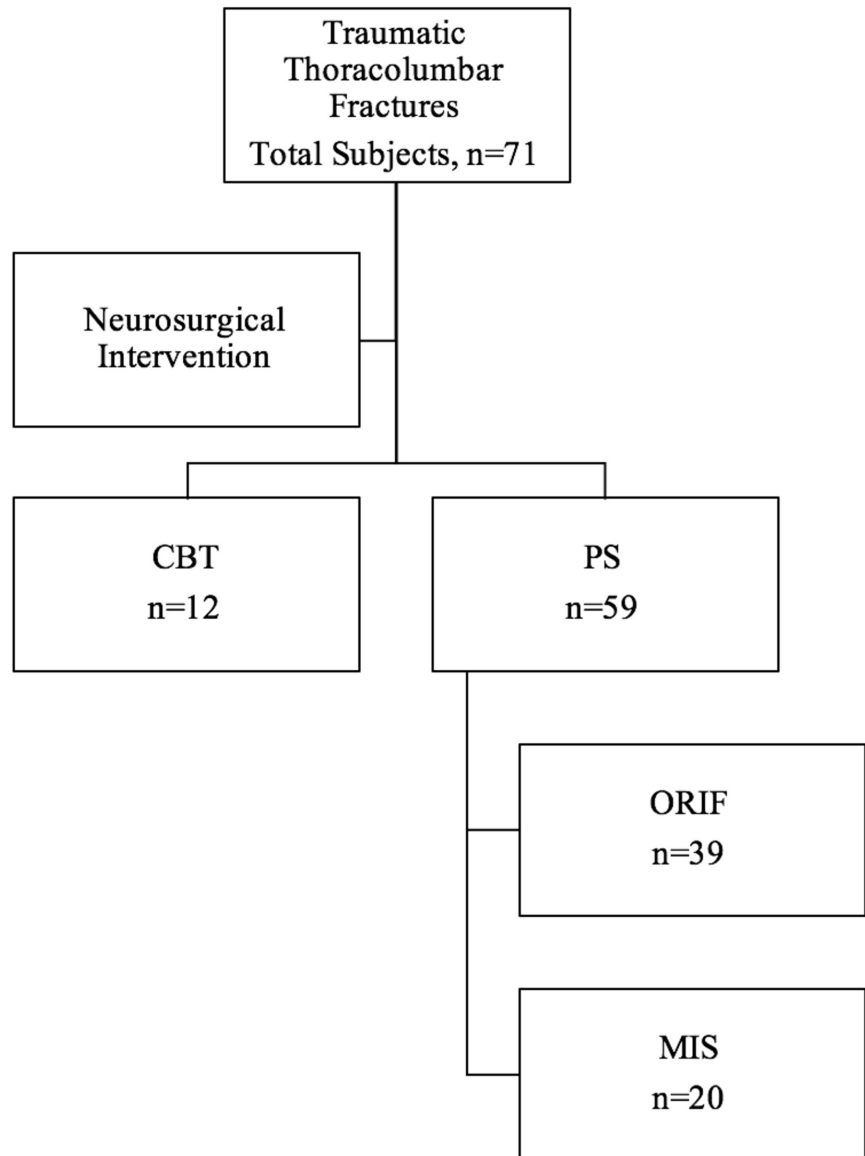 Traumatic
Thoracolumbar
Fractures
Total Subjects, n=71
Neurosurgical
Intervention
CBT
n=12
PS
n=59
ORIF
n=39
MIS
n=20